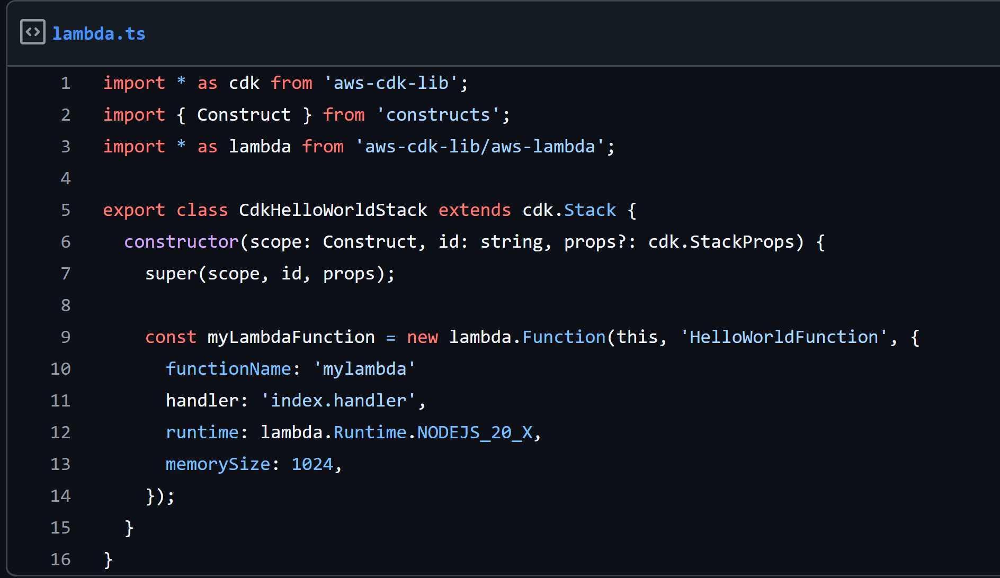 lambda.ts
1 import * as cdk from 'aws-cdk-lib';
2 import { Construct } from 'constructs';
3 import * as lambda from 'aws-cdk-lib/aws-lambda';
4
5 export class CdkHelloWorldStack extends cdk.Stack {
6   constructor(scope: Construct, id: string, props?: cdk.StackProps) {
7     super(scope, id, props);
8
9     const myLambdaFunction = new lambda.Function(this, 'HelloWorldFunction', {
10       functionName: 'mylambda'
11       handler: 'index.handler',
12       runtime: lambda.Runtime.NODEJS_20_X,
13       memorySize: 1024,
14     });
15   }
16 }